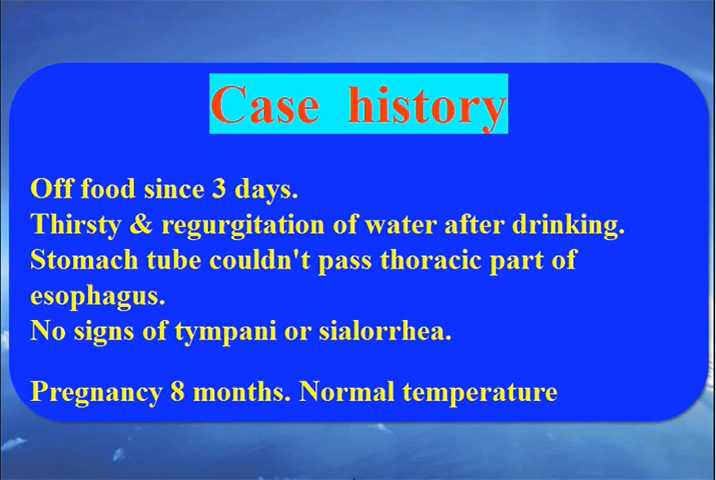 Case history
Off food since 3 days.
Thirsty & regurgitation of water after drinking.
Stomach tube couldn't pass thoracic part of
esophagus.
No signs of tympani or sialorrhea.
Pregnancy 8 months. Normal temperature